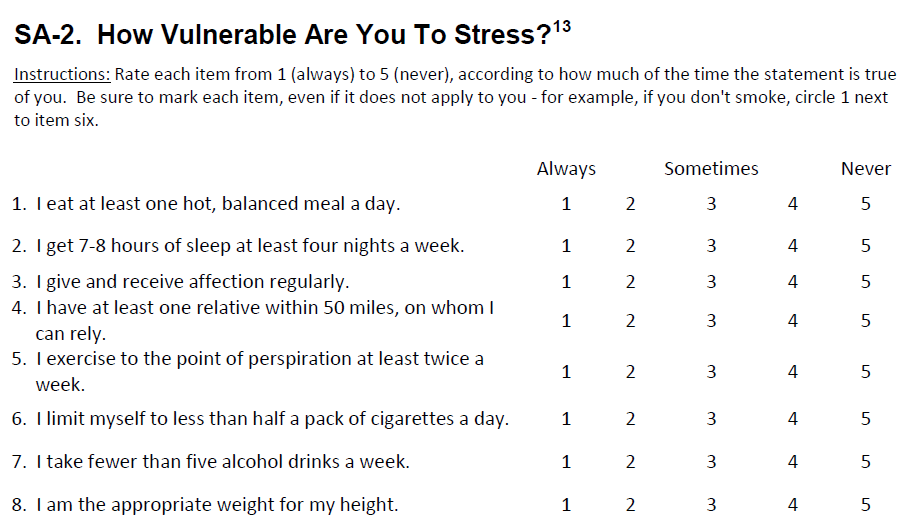 SA-2.  How Vulnerable Are You To Stress?13
Instructions: Rate each item from 1 (always) to 5 (never), according to how much of the time the statement is true
of you.  Be sure to mark each item, even if it does not apply to you - for example, if you don't smoke, circle 1 next
to item six.
Always Sometimes Never
1. I eat at least one hot, balanced meal a day. 1 2 3 4 5
2. I get 7-8 hours of sleep at least four nights a week. 1 2 3 4 5
3. I give and receive affection regularly. 1 2 3 4 5
4. I have at least one relative within 50 miles, on whom I
can rely. 1 2 3 4 5
5. I exercise to the point of perspiration at least twice a
week. 1 2 3 4 5
6. I limit myself to less than half a pack of cigarettes a day. 1 2 3 4 5
7. I take fewer than five alcohol drinks a week. 1 2 3 4 5
8. I am the appropriate weight for my height. 1 2 3 4 5